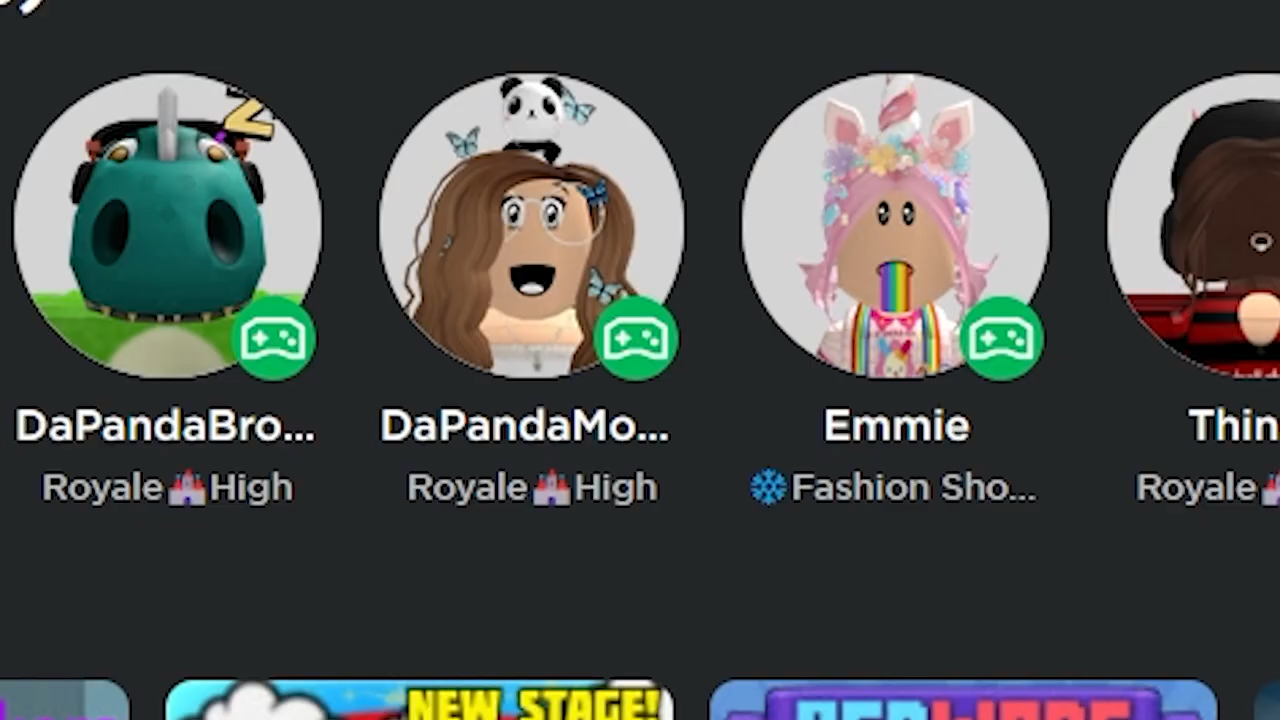 DaPandaBro... DaPandaMo... Emmie Thin
Royale🏰High Royale🏰High ❄Fashion Sho... Royale
NEW STAGE!